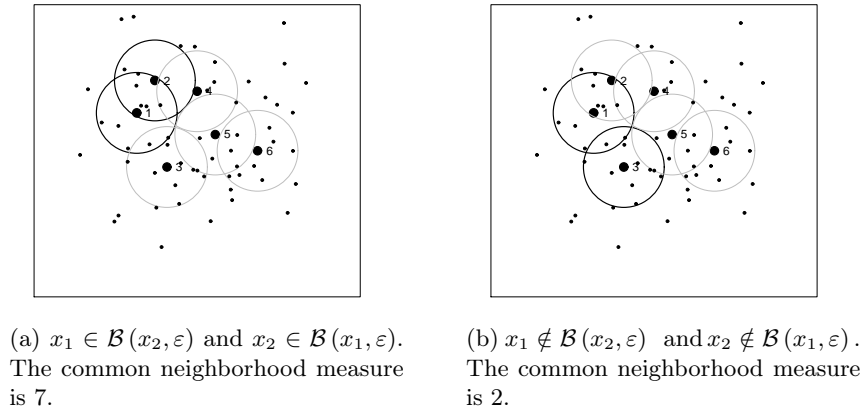 2
4
1
5
6
3
2
4
1
5
6
3
(a) x₁ ∈ ℬ (x₂, ε) and x₂ ∈ ℬ (x₁, ε).
The common neighborhood measure
is 7.
(b) x₁ ∉ ℬ (x₂, ε) and x₂ ∉ ℬ (x₁, ε).
The common neighborhood measure
is 2.